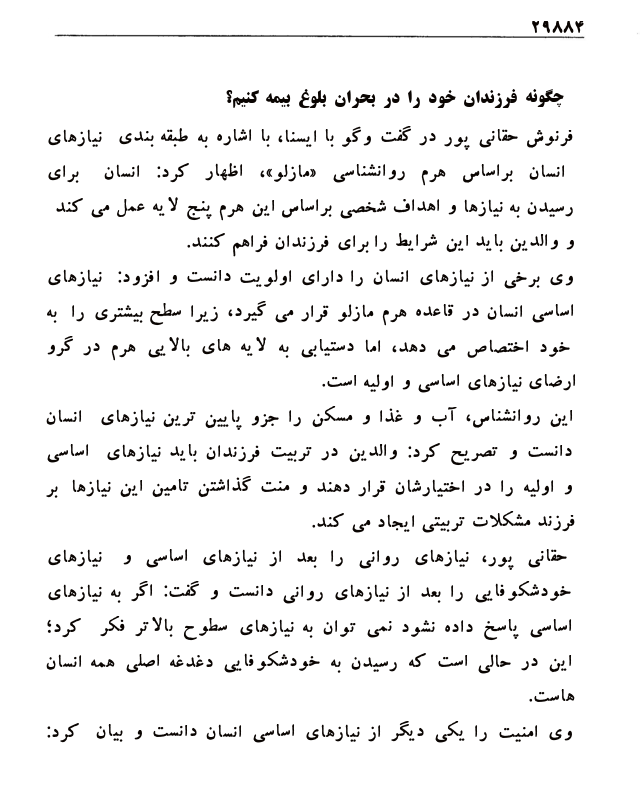 ۲۹۸۸۴
چگونه فرزندان خود را در بحران بلوغ بیمه کنیم؟
فرنوش حقانی پور در گفت وگو با ایسنا، با اشاره به طبقه بندی نیازهای
انسان براساس هرم روانشناسی «مازلو»، اظهار کرد: انسان برای
رسیدن به نیازها و اهداف شخصی براساس این هرم پنج لایه عمل می کند
و والدین باید این شرایط را برای فرزندان فراهم کنند.
وی برخی از نیازهای انسان را دارای اولویت دانست و افزود: نیازهای
اساسی انسان در قاعده هرم مازلو قرار می گیرد، زیرا سطح بیشتری را به
خود اختصاص می دهد، اما دستیابی به لایه های بالایی هرم در گرو
ارضای نیازهای اساسی و اولیه است.
این روانشناس، آب و غذا و مسکن را جزو پایین ترین نیازهای انسان
دانست و تصریح کرد: والدین در تربیت فرزندان باید نیازهای اساسی
و اولیه را در اختیارشان قرار دهند و منت گذاشتن تامین این نیازها بر
فرزند مشکلات تربیتی ایجاد می کند.
حقانی پور، نیازهای روانی را بعد از نیازهای اساسی و نیازهای
خودشکوفایی را بعد از نیازهای روانی دانست و گفت: اگر به نیازهای
اساسی پاسخ داده نشود نمی توان به نیازهای سطوح بالاتر فکر کرد؛
این در حالی است که رسیدن به خودشکوفایی دغدغه اصلی همه انسان
هاست.
وی امنیت را یکی دیگر از نیازهای اساسی انسان دانست و بیان کرد: